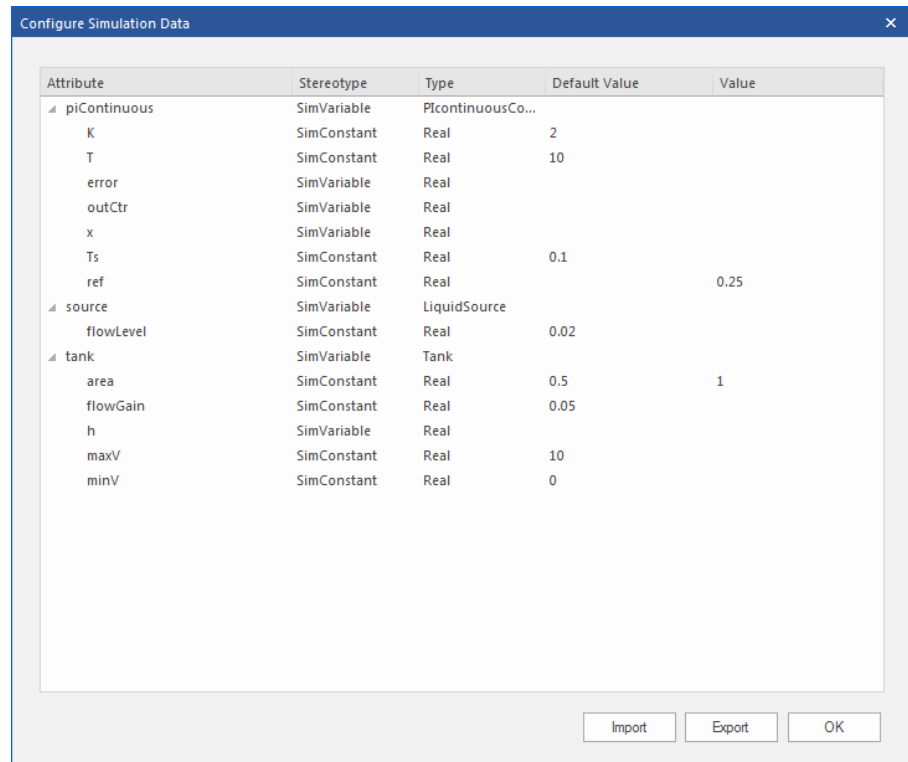 Configure Simulation Data
Attribute Stereotype Type Default Value Value
piContinuous SimVariable PIcontinuousCo...
K SimConstant Real 2
T SimConstant Real 10
error SimVariable Real
outCtr SimVariable Real
x SimVariable Real
Ts SimConstant Real 0.1
ref SimConstant Real 0.25
source SimVariable LiquidSource
flowLevel SimConstant Real 0.02
tank SimVariable Tank
area SimConstant Real 0.5 1
flowGain SimConstant Real 0.05
h SimVariable Real
maxV SimConstant Real 10
minV SimConstant Real 0
Import Export OK